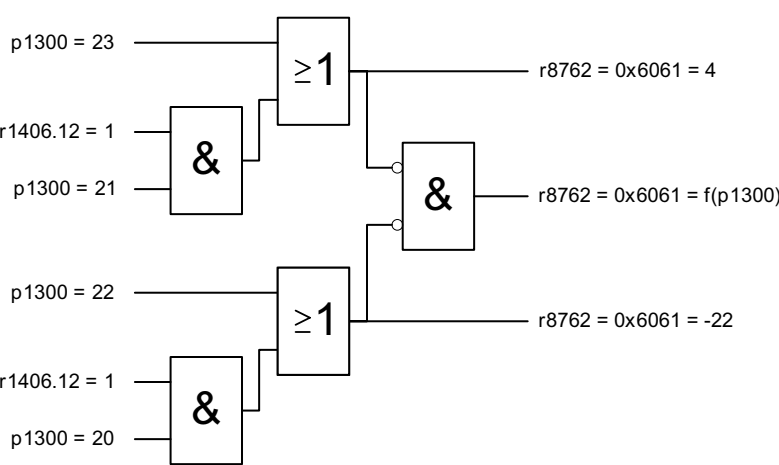 p1300 = 23
≥1
r8762 = 0x6061 = 4
r1406.12 = 1
&
p1300 = 21
&
r8762 = 0x6061 = f(p1300)
p1300 = 22
≥1
r8762 = 0x6061 = -22
r1406.12 = 1
&
p1300 = 20